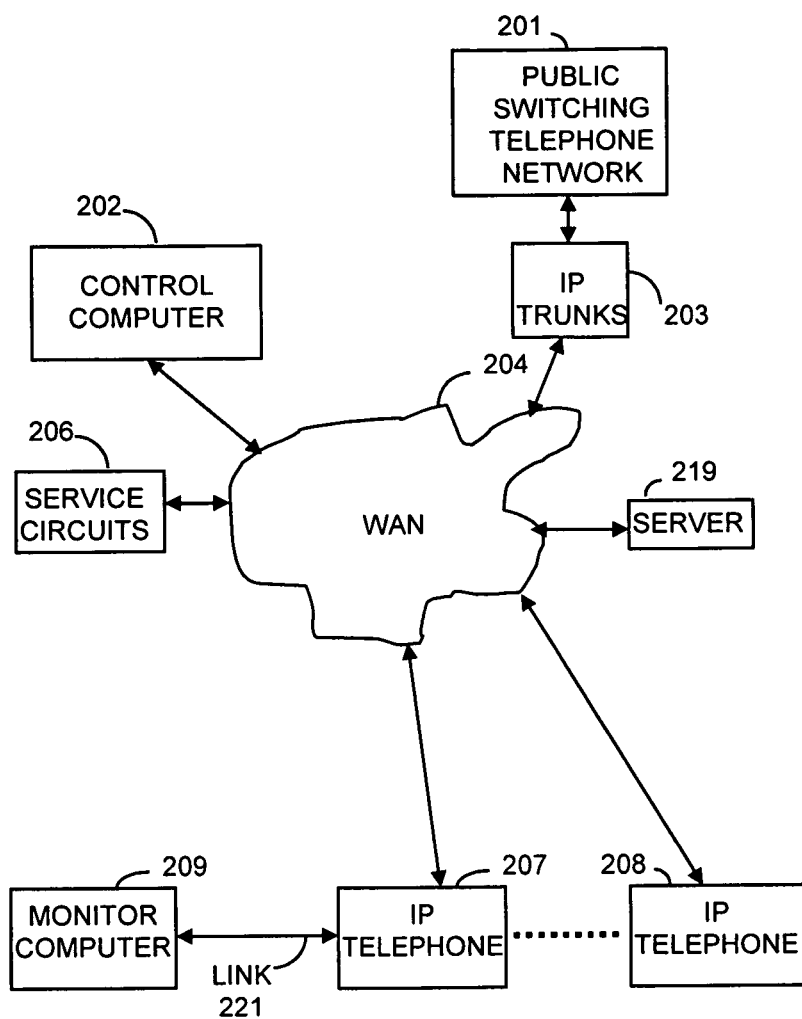 201
PUBLIC
SWITCHING
TELEPHONE
NETWORK
202
CONTROL
COMPUTER
IP
TRUNKS
203
204
206
SERVICE
CIRCUITS
WAN
219
SERVER
209
MONITOR
COMPUTER
LINK
221
207
IP
TELEPHONE
208
IP
TELEPHONE